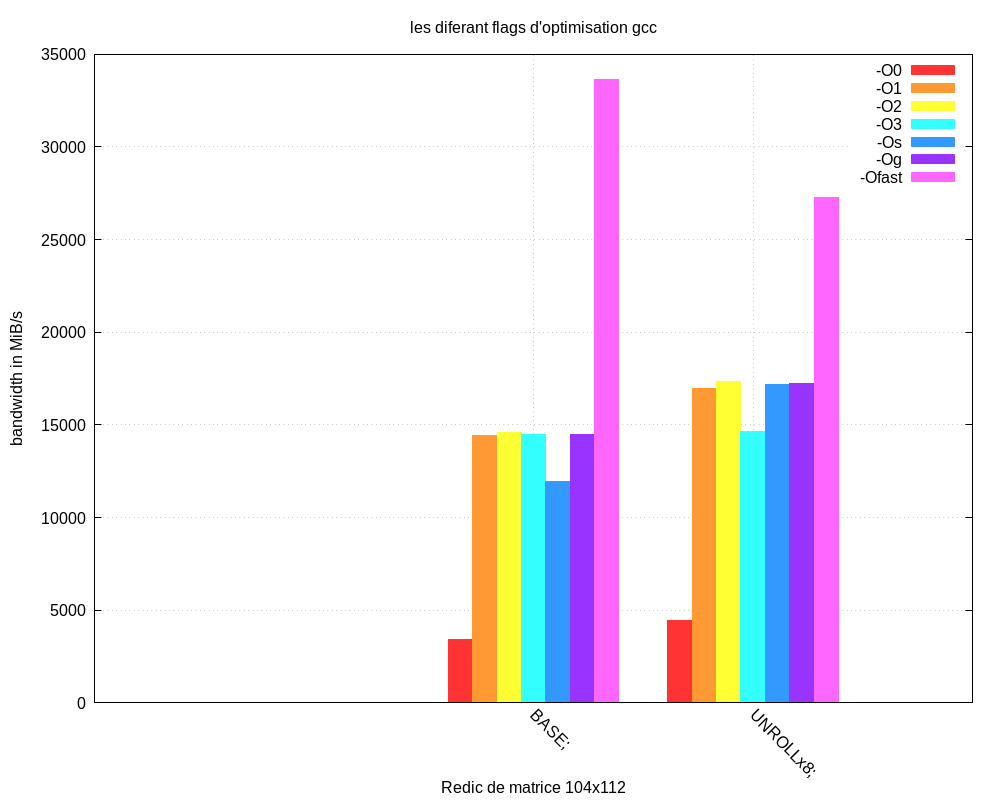 les diferant flags d'optimisation gcc
35000
30000
25000
20000
15000
10000
5000
0
bandwidth in MiB/s
-O0
-O1
-O2
-O3
-Os
-Og
-Ofast
BASE;
UNROLLx8;
Redic de matrice 104x112